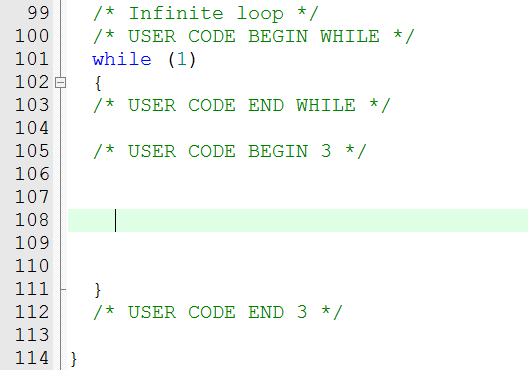 99 /* Infinite loop */
100 /* USER CODE BEGIN WHILE */
101 while (1)
102 {
103 /* USER CODE END WHILE */
104
105 /* USER CODE BEGIN 3 */
106
107
108
109
110
111 }
112 /* USER CODE END 3 */
113
114 }